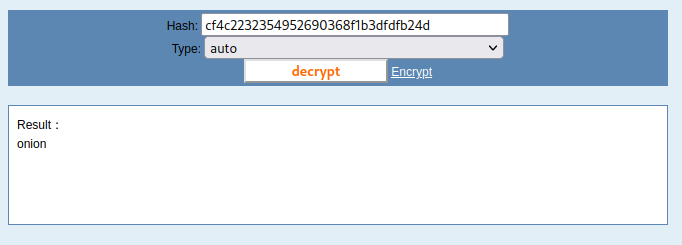 Hash: cf4c2232354952690368f1b3dfdfb24d
Type: auto
decrypt Encrypt
Result：
onion